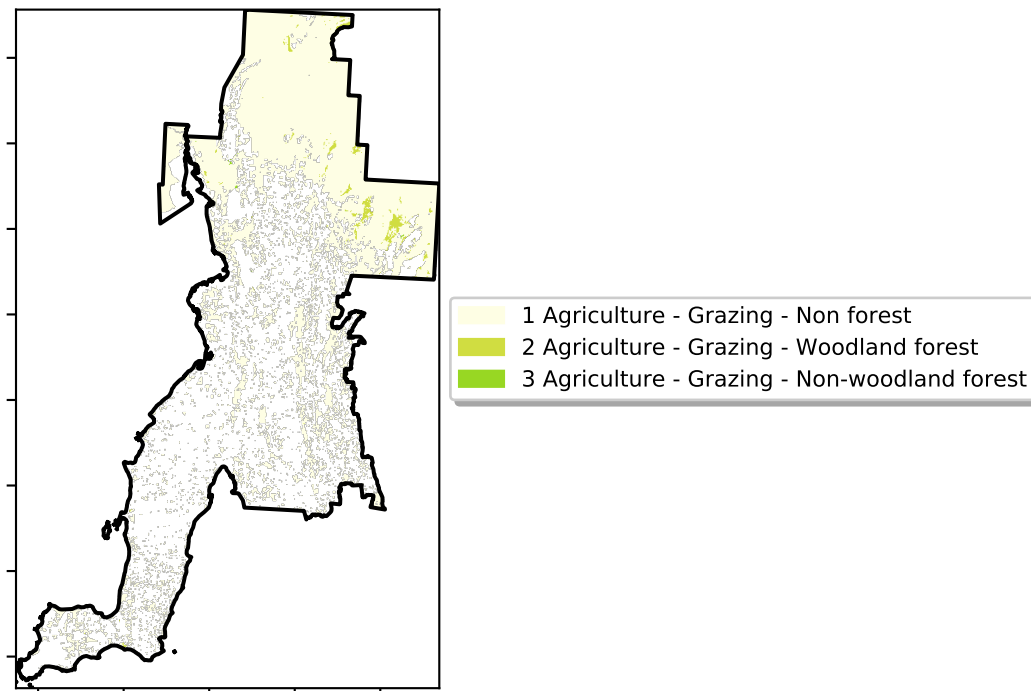 1 Agriculture - Grazing - Non forest
2 Agriculture - Grazing - Woodland forest
3 Agriculture - Grazing - Non-woodland forest